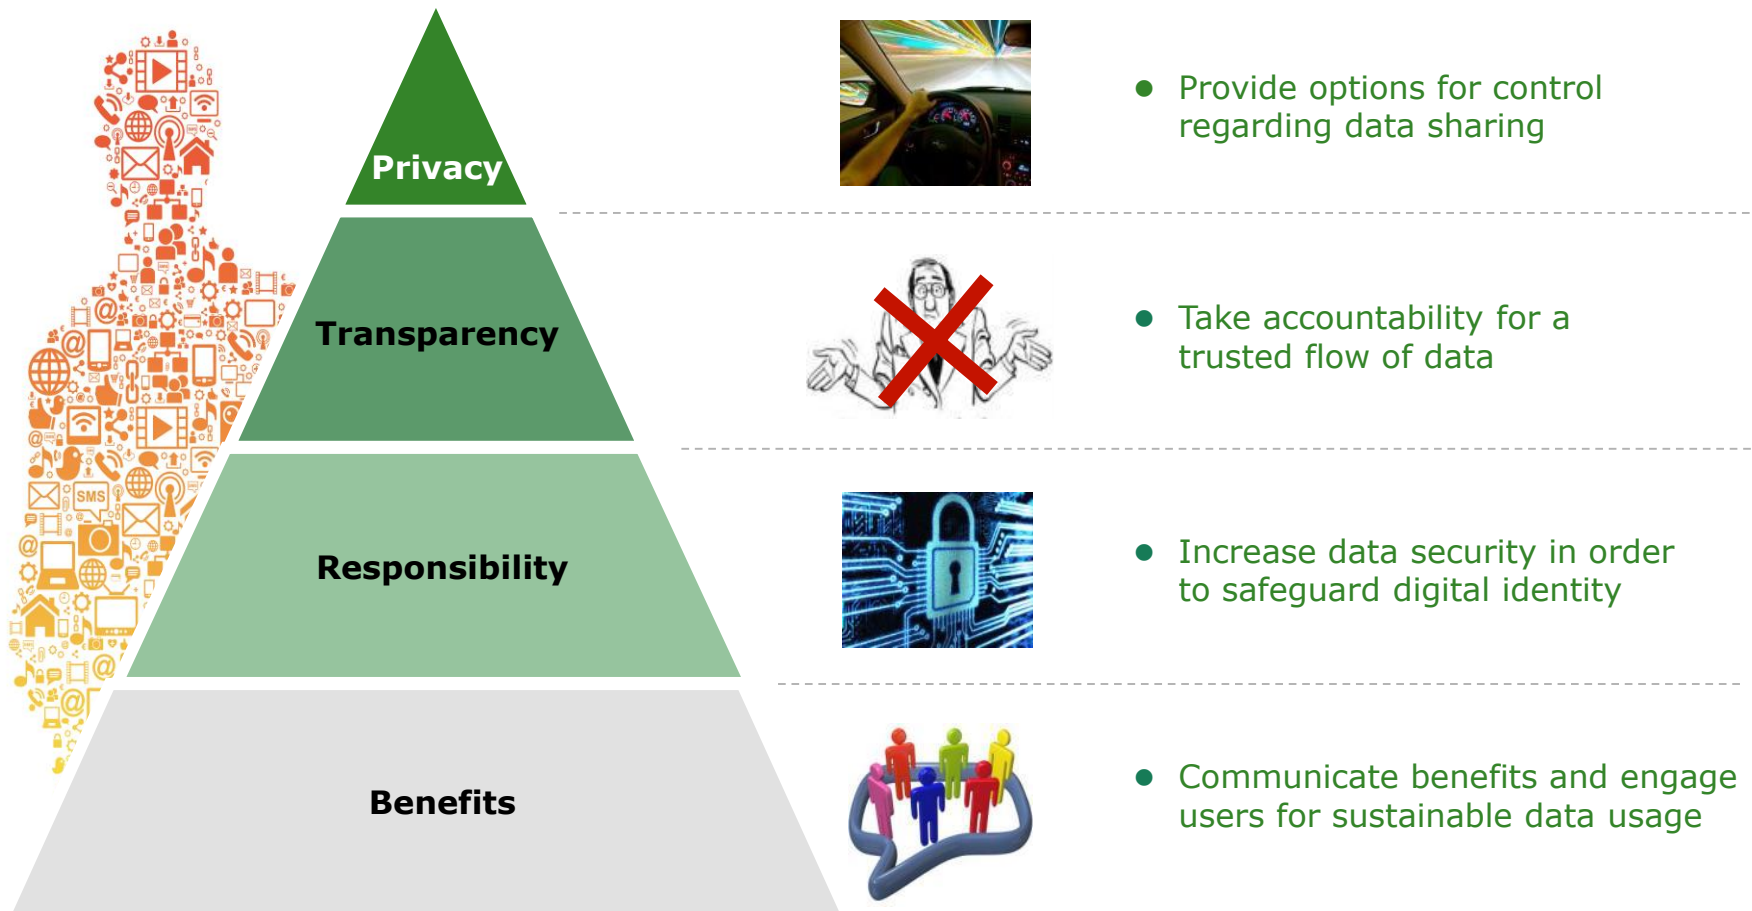 Privacy
Provide options for control
regarding data sharing
Transparency
Take accountability for a
trusted flow of data
SMS
Responsibility
Increase data security in order
to safeguard digital identity
Benefits
Communicate benefits and engage
users for sustainable data usage